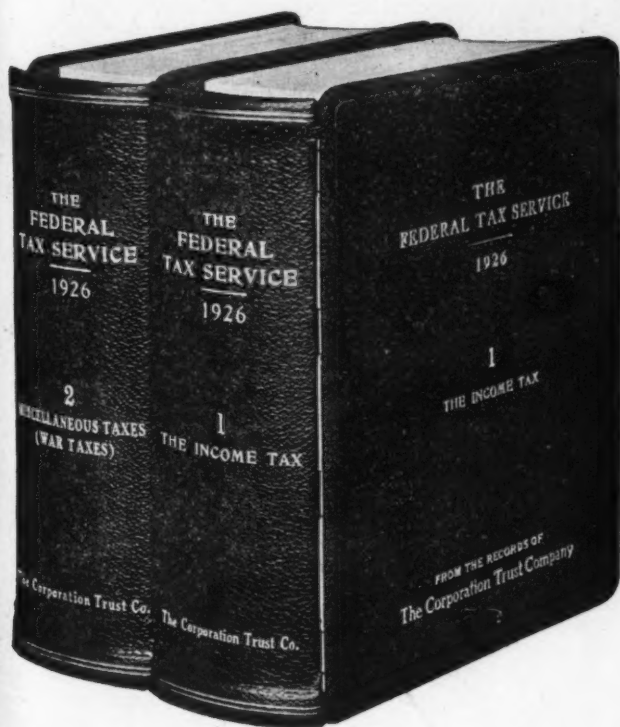 THE
FEDERAL
TAX SERVICE
1926
2
MISCELLANEOUS TAXES
(WAR TAXES)
The Corporation Trust Co.
THE
FEDERAL
TAX SERVICE
1926
1
THE INCOME TAX
The Corporation Trust Co.
THE
FEDERAL TAX SERVICE
1926
1
THE INCOME TAX
FROM THE RECORDS OF
The Corporation Trust Company